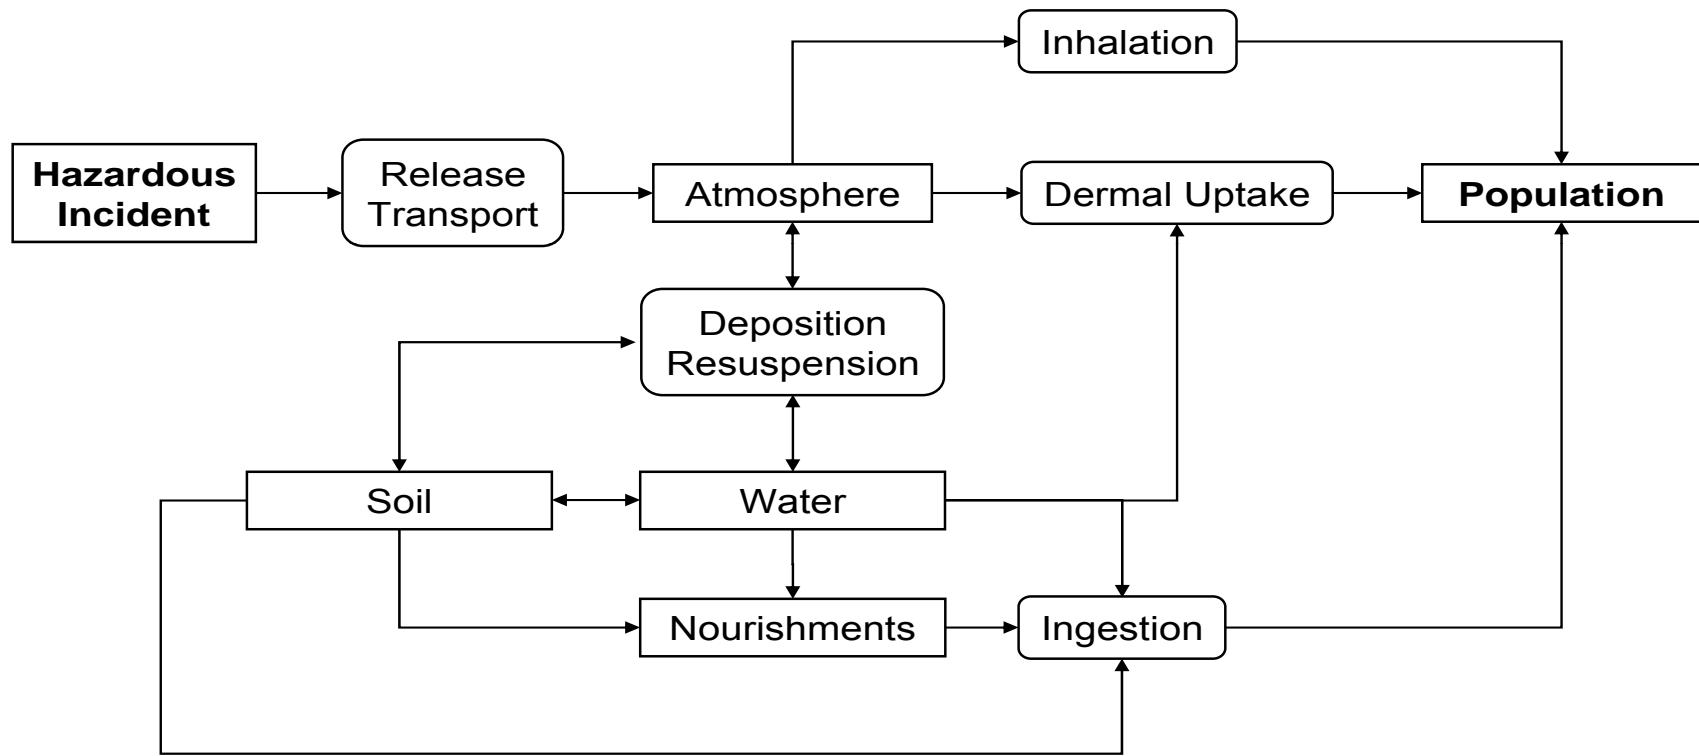 Inhalation
Hazardous
Incident
Release
Transport
Atmosphere
Dermal Uptake
Population
Deposition
Resuspension
Soil
Water
Nourishments
Ingestion